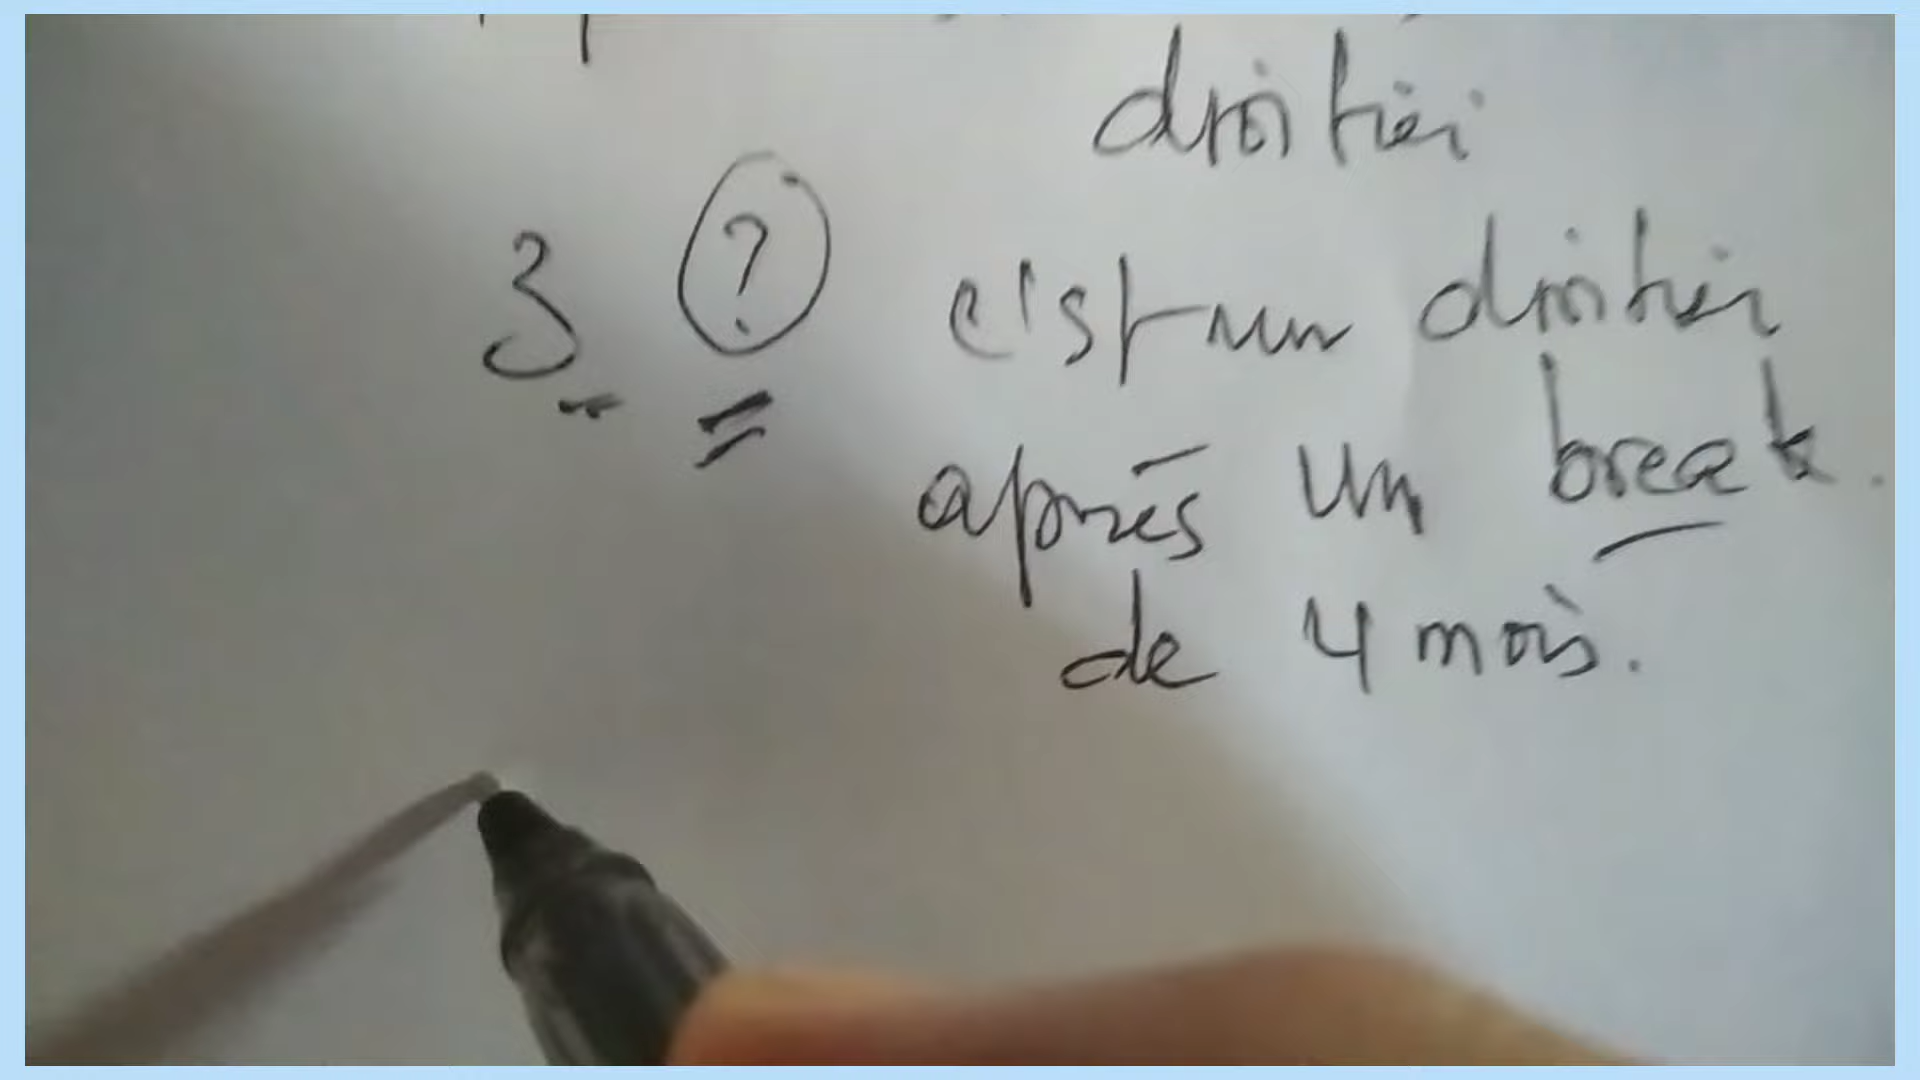 droitier
3 ? c'est un droitier
après un break.
de 4 mois.